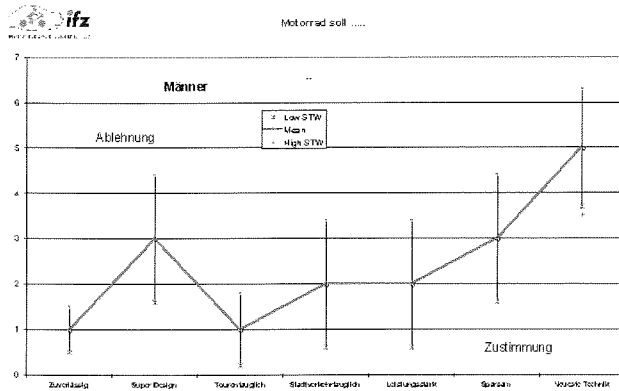 ifz
Motorrad soll .....
7
Männer
6
Low STW
Mean
High STW
Ablehnung
5
4
3
2
1
Zustimmung
0
Zuverlässig
Super Design
Tourentauglich
Stadtverkehrtauglich
Leistungsstark
Sparsam
Neueste Technik